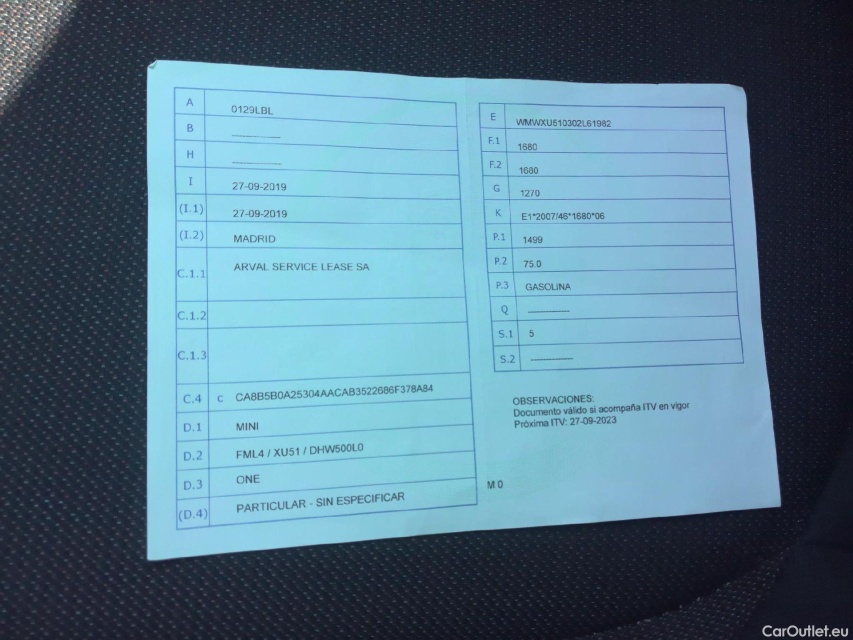 A 0129LBL
B ————
H ————
I 27-09-2019
(I.1) 27-09-2019
(I.2) MADRID
C.1.1 ARVAL SERVICE LEASE SA
C.1.2
C.1.3
C.4 c CA8B5B0A25304AACAB3522686F378A84
D.1 MINI
D.2 FML4 / XU51 / DHW500L0
D.3 ONE
(D.4) PARTICULAR - SIN ESPECIFICAR
E WMWXU510302L61982
F.1 1680
F.2 1680
G 1270
K E1*2007/46*1680*06
P.1 1499
P.2 75.0
P.3 GASOLINA
Q ————
S.1 5
S.2 ————
OBSERVACIONES:
Documento válido si acompaña ITV en vigor
Próxima ITV: 27-09-2023
M 0
CarOutlet.eu